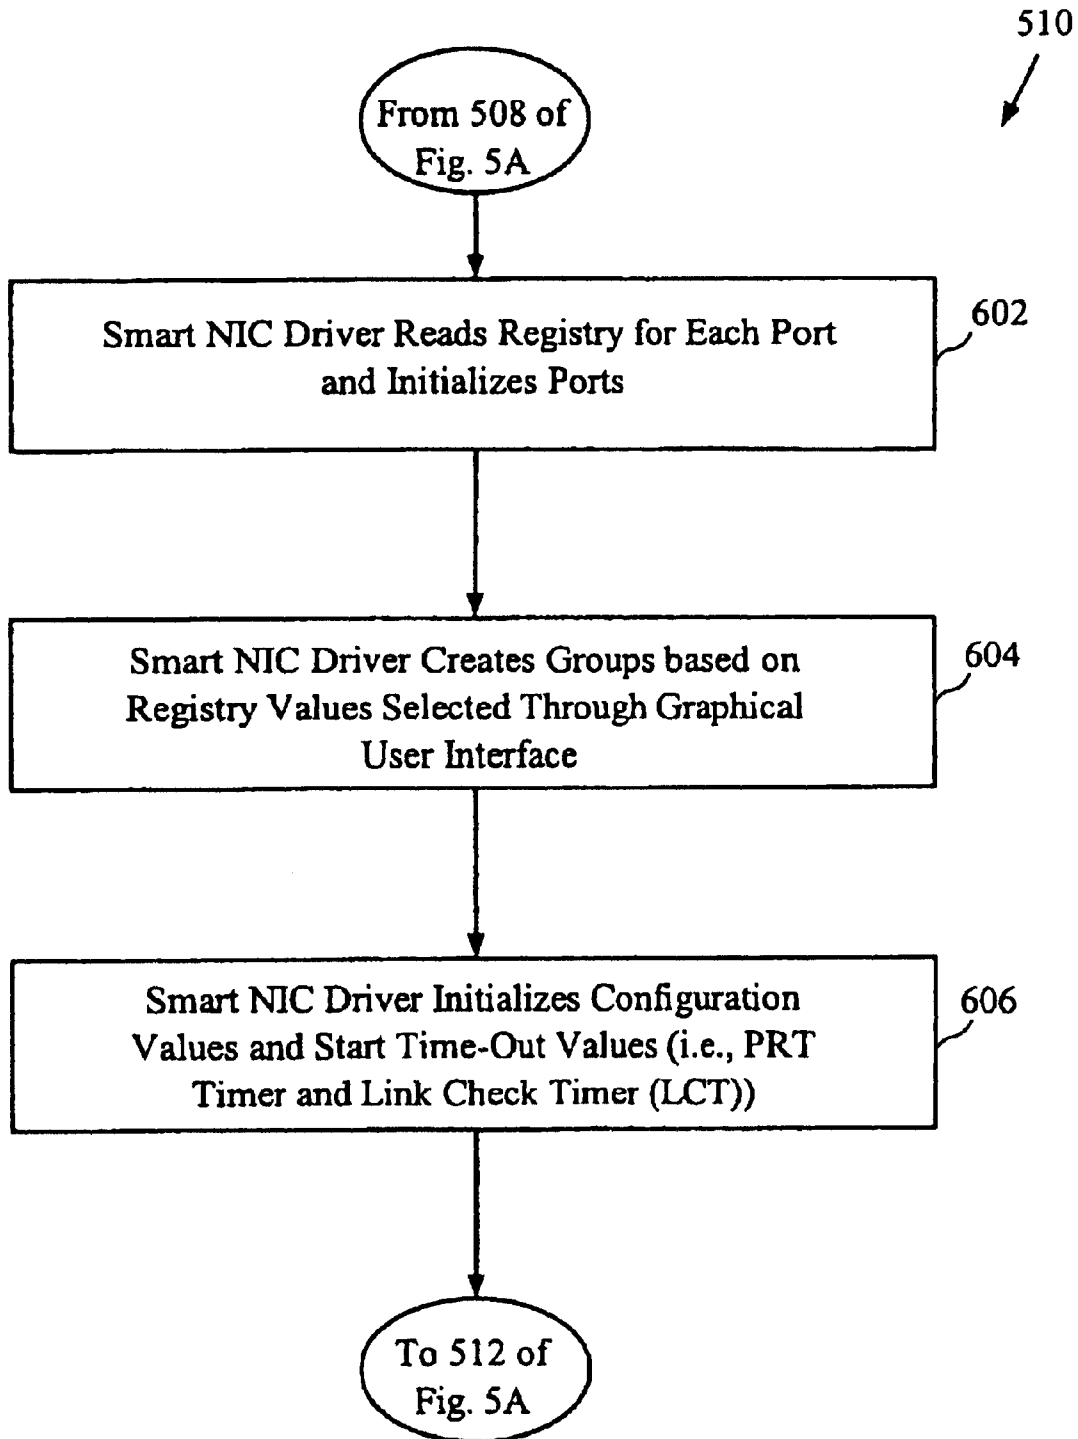 510
From 508 of
Fig. 5A
Smart NIC Driver Reads Registry for Each Port
and Initializes Ports
602
Smart NIC Driver Creates Groups based on
Registry Values Selected Through Graphical
User Interface
604
Smart NIC Driver Initializes Configuration
Values and Start Time-Out Values (i.e., PRT
Timer and Link Check Timer (LCT))
606
To 512 of
Fig. 5A